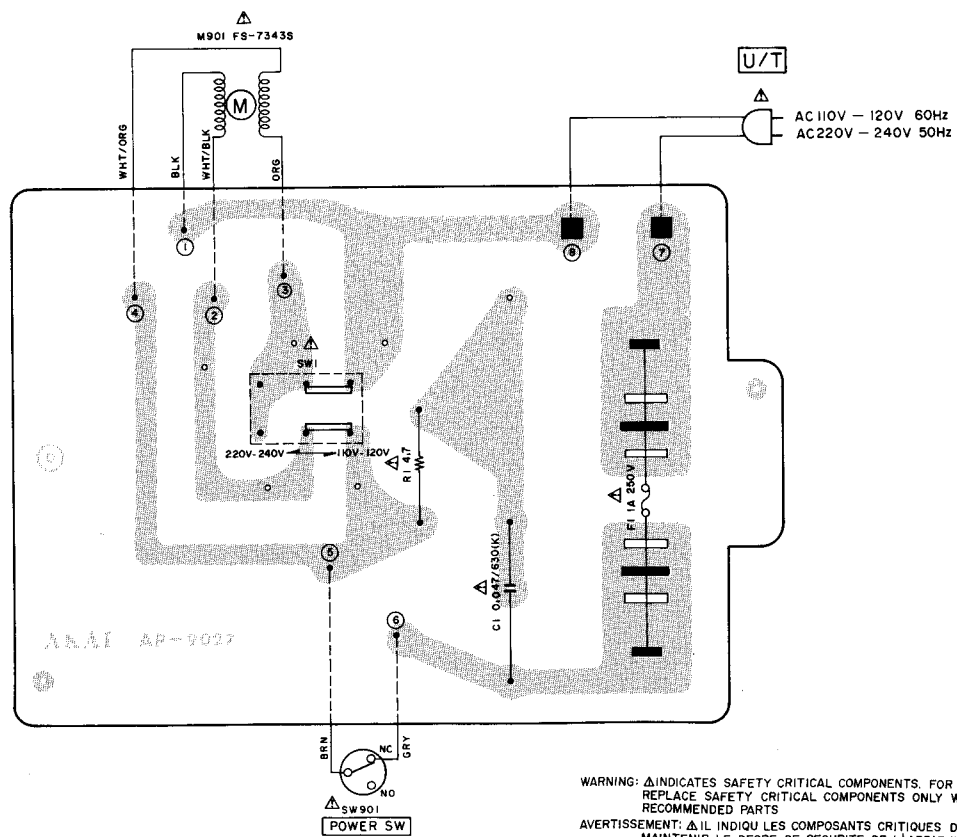 M901 FS-7343S
M
WHT/ORG
BLK
WHT/BLK
ORG
U/T
AC 110V – 120V 60Hz
AC 220V – 240V 50Hz
1
2
3
4
8
7
SW1
220V-240V
110V-120V
R1 4.7
F1 1A 250V
C1 0.047/630(K)
5
6
AKAI AP-9027
BRN
NC
GRY
NO
SW901
POWER SW
WARNING: ⚠INDICATES SAFETY CRITICAL COMPONENTS. FOR
REPLACE SAFETY CRITICAL COMPONENTS ONLY
RECOMMENDED PARTS
AVERTISSEMENT: ⚠IL INDIQU LES COMPOSANTS CRITIQUES